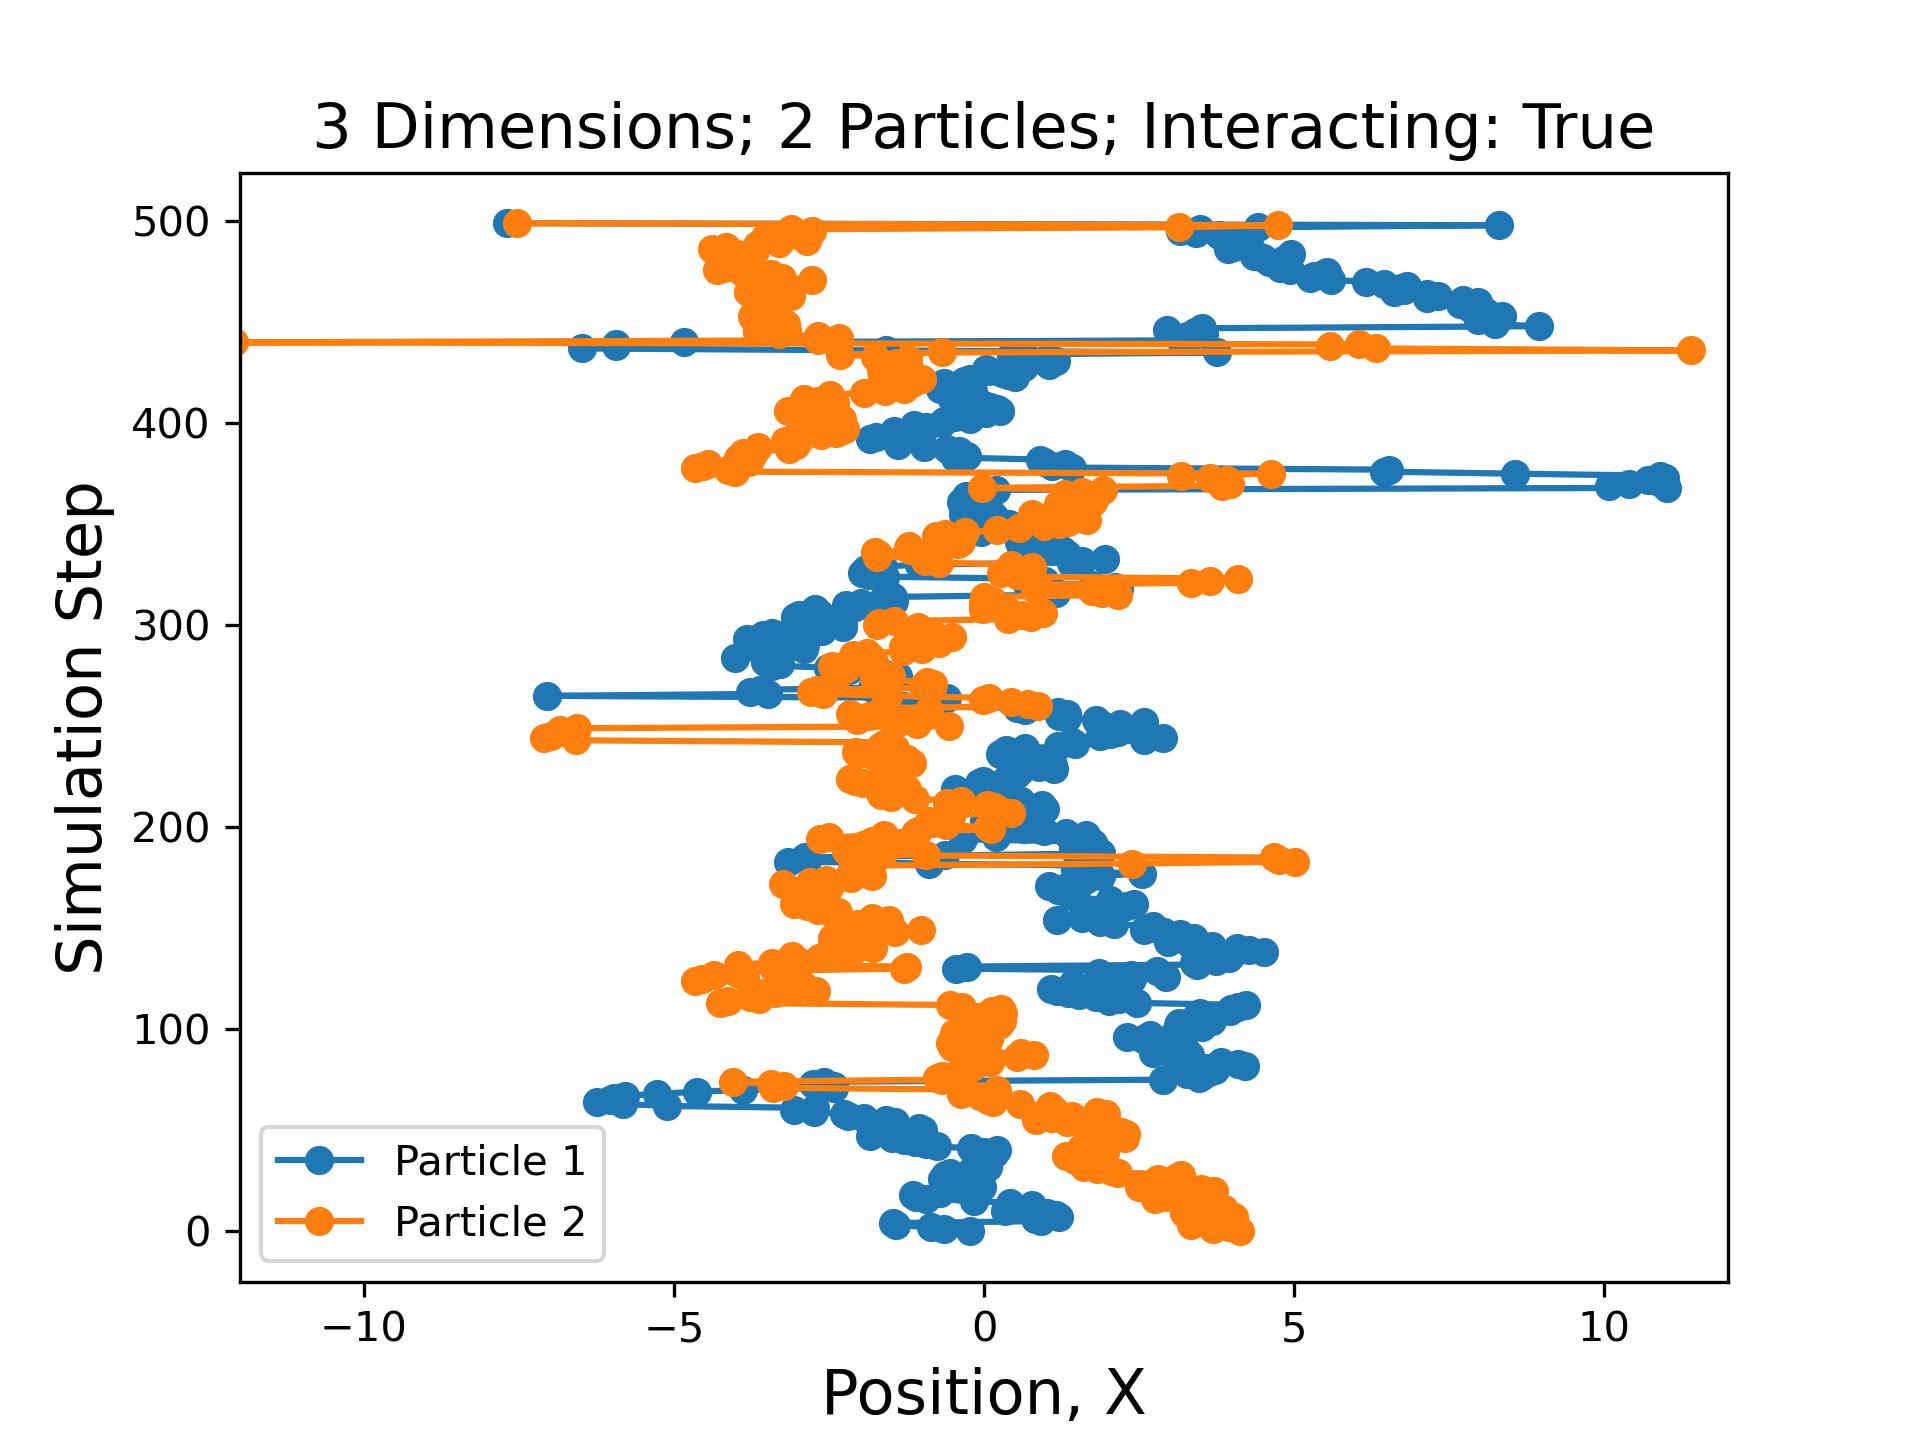 3 Dimensions; 2 Particles; Interacting: True
Simulation Step
500
400
300
200
100
0
Particle 1
Particle 2
−10
−5
0
5
10
Position, X